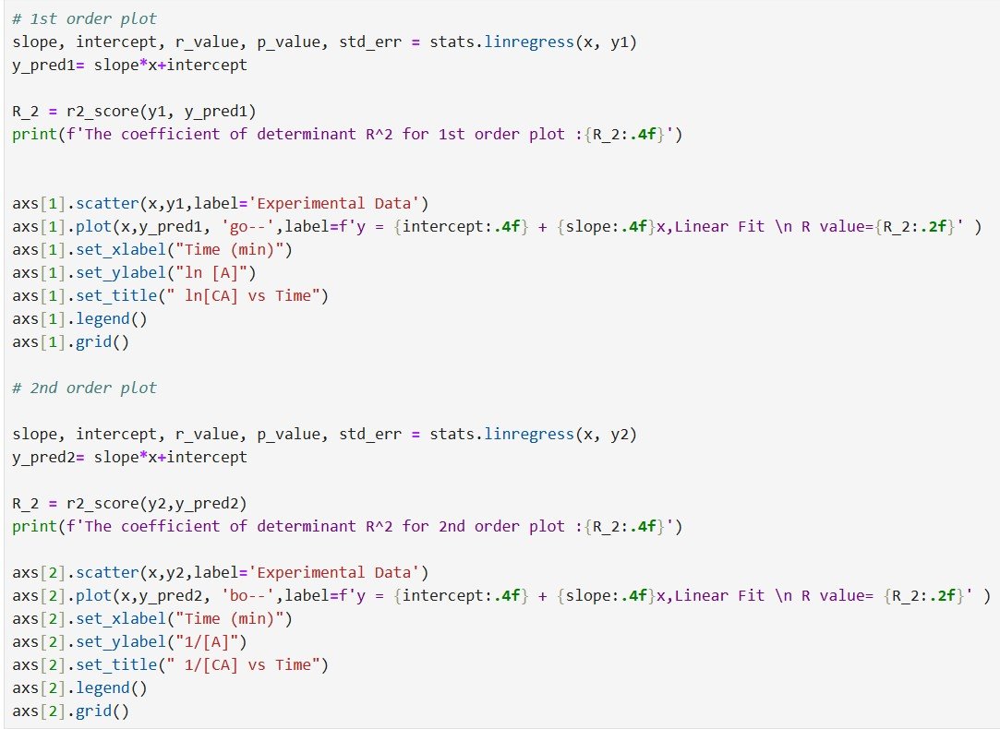 # 1st order plot
slope, intercept, r_value, p_value, std_err = stats.linregress(x, y1)
y_pred1= slope*x+intercept
R_2 = r2_score(y1, y_pred1)
print(f'The coefficient of determinant R^2 for 1st order plot :{R_2:.4f}')
axs[1].scatter(x,y1,label='Experimental Data')
axs[1].plot(x,y_pred1, 'go--',label=f'y = {intercept:.4f} + {slope:.4f}x,Linear Fit \n R value={R_2:.2f}' )
axs[1].set_xlabel("Time (min)")
axs[1].set_ylabel("ln [A]")
axs[1].set_title(" ln[CA] vs Time")
axs[1].legend()
axs[1].grid()
# 2nd order plot
slope, intercept, r_value, p_value, std_err = stats.linregress(x, y2)
y_pred2= slope*x+intercept
R_2 = r2_score(y2,y_pred2)
print(f'The coefficient of determinant R^2 for 2nd order plot :{R_2:.4f}')
axs[2].scatter(x,y2,label='Experimental Data')
axs[2].plot(x,y_pred2, 'bo--',label=f'y = {intercept:.4f} + {slope:.4f}x,Linear Fit \n R value= {R_2:.2f}' )
axs[2].set_xlabel("Time (min)")
axs[2].set_ylabel("1/[A]")
axs[2].set_title(" 1/[CA] vs Time")
axs[2].legend()
axs[2].grid()